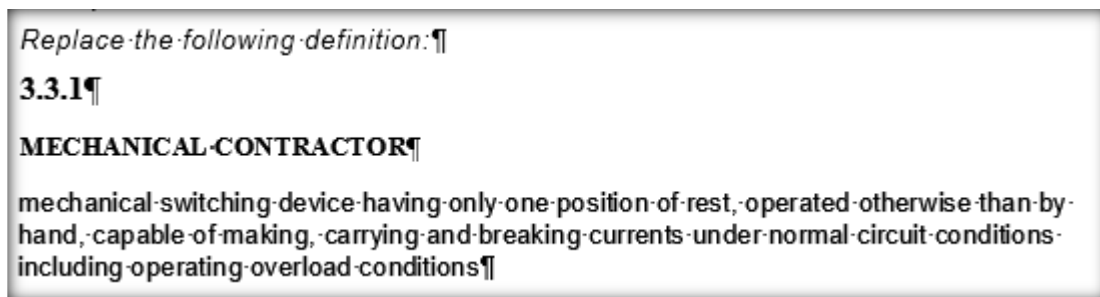 Replace·the·following·definition:¶
3.3.1¶
MECHANICAL·CONTRACTOR¶
mechanical·switching·device·having·only·one·position·of·rest,·operated·otherwise·than·by·
hand,·capable·of·making,·carrying·and·breaking·currents·under·normal·circuit·conditions·
including·operating·overload·conditions¶